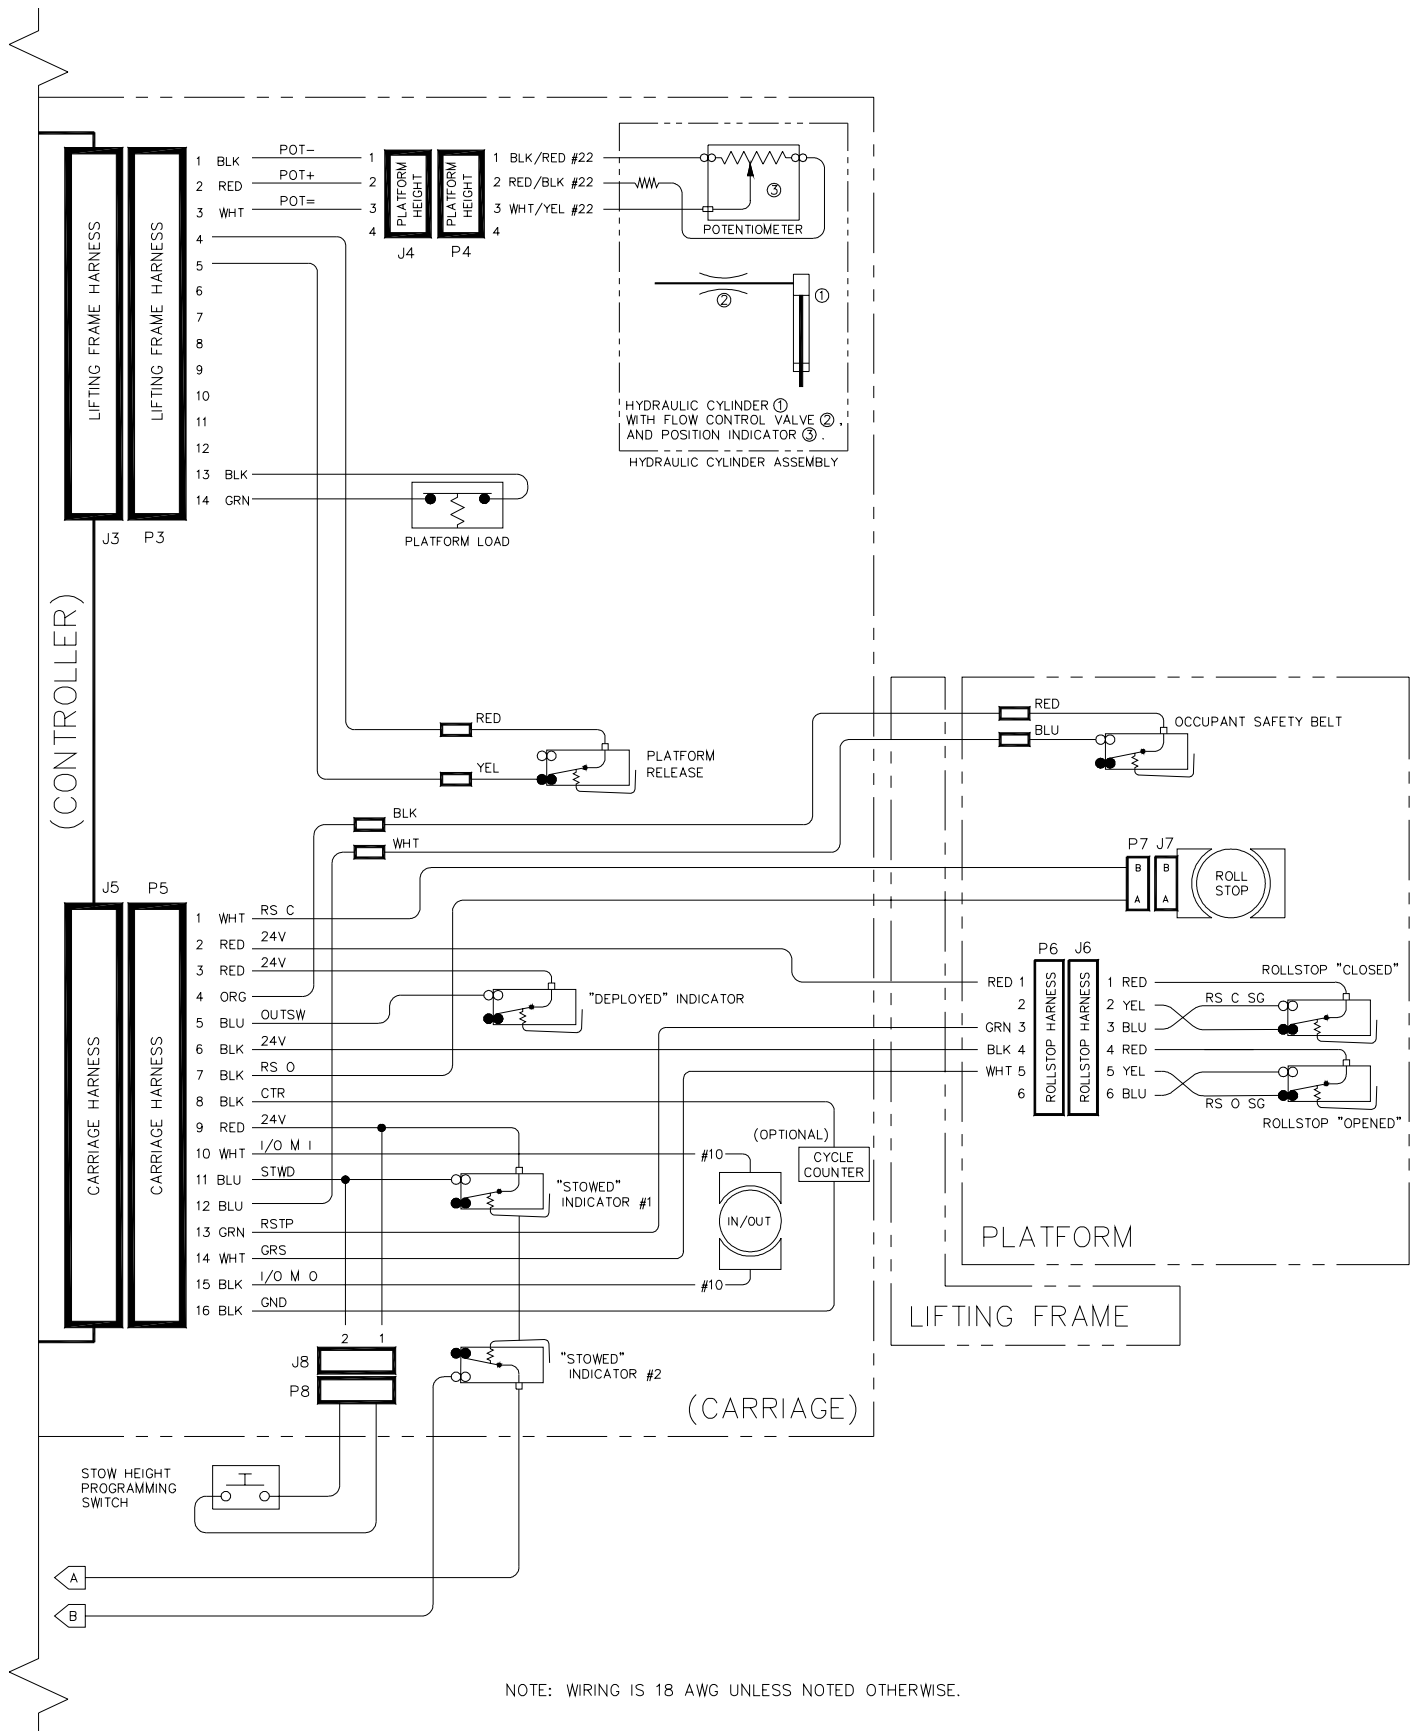 1 BLK POT- 1
2 RED POT+ 2
3 WHT POT= 3
4
4
5
6
7
8
9
10
11
12
13 BLK
14 GRN
LIFTING FRAME HARNESS
LIFTING FRAME HARNESS
J3 P3
PLATFORM HEIGHT
PLATFORM HEIGHT
J4 P4
1 BLK/RED #22
2 RED/BLK #22
3 WHT/YEL #22
4
③
POTENTIOMETER
②
①
HYDRAULIC CYLINDER ①
WITH FLOW CONTROL VALVE ②,
AND POSITION INDICATOR ③.
HYDRAULIC CYLINDER ASSEMBLY
PLATFORM LOAD
(CONTROLLER)
RED
YEL
PLATFORM
RELEASE
BLK
WHT
RED
BLU
OCCUPANT SAFETY BELT
P7 J7
B B
A A
ROLL
STOP
J5 P5
CARRIAGE HARNESS
CARRIAGE HARNESS
1 WHT RS C
2 RED 24V
3 RED 24V
4 ORG
5 BLU OUTSW
6 BLK 24V
7 BLK RS O
8 BLK CTR
9 RED 24V
10 WHT I/O M I
11 BLU STWD
12 BLU
13 GRN RSTP
14 WHT GRS
15 BLK I/O M O
16 BLK GND
"DEPLOYED" INDICATOR
"STOWED"
INDICATOR #1
#10
IN/OUT
#10
(OPTIONAL)
CYCLE
COUNTER
P6 J6
RED 1
2
GRN 3
BLK 4
WHT 5
6
ROLLSTOP HARNESS
ROLLSTOP HARNESS
1 RED
2 YEL
3 BLU
4 RED
5 YEL
6 BLU
RS C SG
RS O SG
ROLLSTOP "CLOSED"
ROLLSTOP "OPENED"
PLATFORM
LIFTING FRAME
2 1
J8
P8
"STOWED"
INDICATOR #2
(CARRIAGE)
STOW HEIGHT
PROGRAMMING
SWITCH
A
B
NOTE: WIRING IS 18 AWG UNLESS NOTED OTHERWISE.